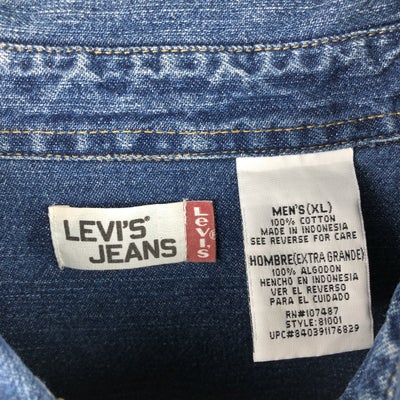 LEVI'S®
JEANS
Levi's®
MEN'S(XL)
100% COTTON
MADE IN INDONESIA
SEE REVERSE FOR CARE
HOMBRE(EXTRA GRANDE)
100% ALGODON
HENCHO EN INDONESIA
VER EL REVERSO
PARA EL CUIDADO
RN#107487
STYLE:81001
UPC#840391176829